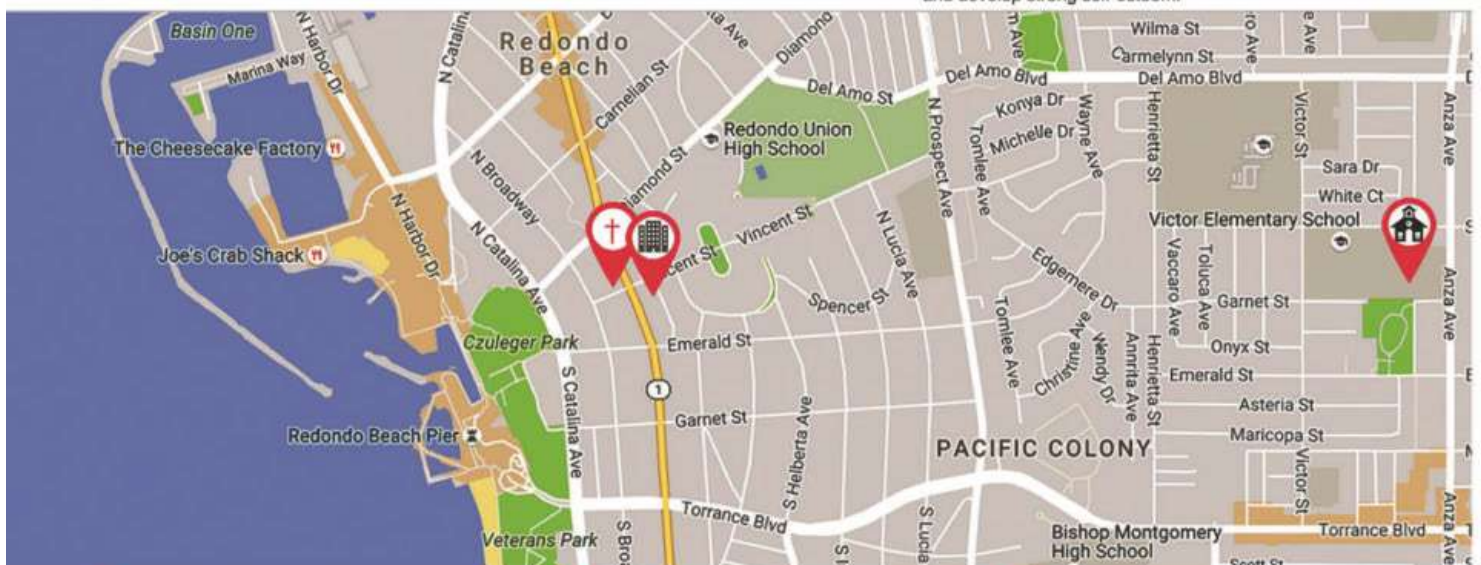 Basin One
Marina Way
N Harbor Dr
N Catalina
Redondo
Beach
Carnelian St
Diamond
Del Amo St
Del Amo Blvd
Wilma St
Carmelynn St
Del Amo Blvd
The Cheesecake Factory
N Broadway
Diamond St
Redondo Union
High School
N Prospect Ave
Konya Dr
Michelle Dr
Tomlee Ave
Wayne Ave
Henrietta St
Victor St
Sara Dr
White Ct
Anza Ave
Joe's Crab Shack
N Harbor Dr
N Catalina Ave
Vincent St
cent St
N Lucia Ave
Spencer St
Edgemere Dr
Victor Elementary School
Vaccaro Ave
Toluca Ave
Garnet St
Anza Ave
Czuleger Park
Emerald St
Tomlee Ave
Christine Ave
Wendy Dr
Annrita Ave
Henrietta St
Onyx St
Emerald St
1
S Catalina Ave
Garnet St
S Helberta Ave
Asteria St
Maricopa St
Redondo Beach Pier
PACIFIC COLONY
Victor St
Torrance Blvd
S Lucia
Veterans Park
S Bro
Bishop Montgomery
High School
Torrance Blvd
Anza Ave